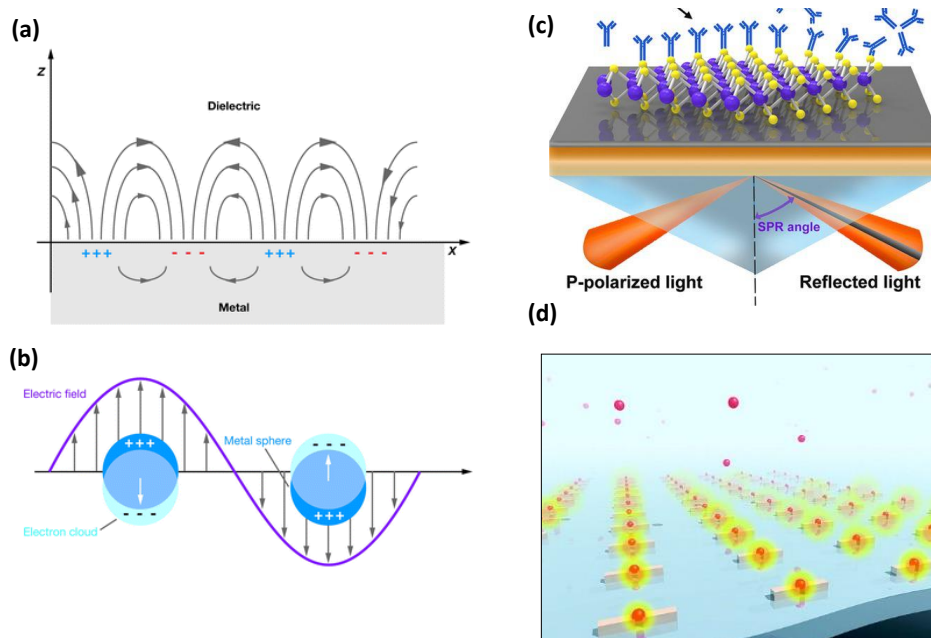 (a)
z
Dielectric
+++
- - -
+++
- - -
x
Metal
(b)
Electric field
+++
- - -
Metal sphere
- - -
+++
Electron cloud
(c)
SPR angle
P-polarized light
Reflected light
(d)